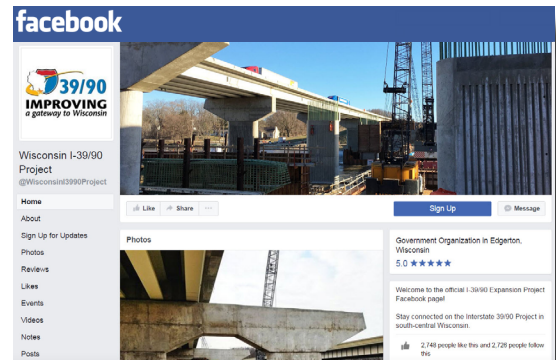 facebook
39/90
IMPROVING
a gateway to Wisconsin
Wisconsin I-39/90
Project
@WisconsinI3990Project
Home
About
Sign Up for Updates
Photos
Reviews
Likes
Events
Videos
Notes
Posts
Like
Share
...
Sign Up
Message
Photos
Government Organization in Edgerton,
Wisconsin
5.0 ★★★★★
Welcome to the official I-39/90 Expansion Project
Facebook page!
Stay connected on the Interstate 39/90 Project in
south-central Wisconsin.
2,748 people like this and 2,726 people follow
this